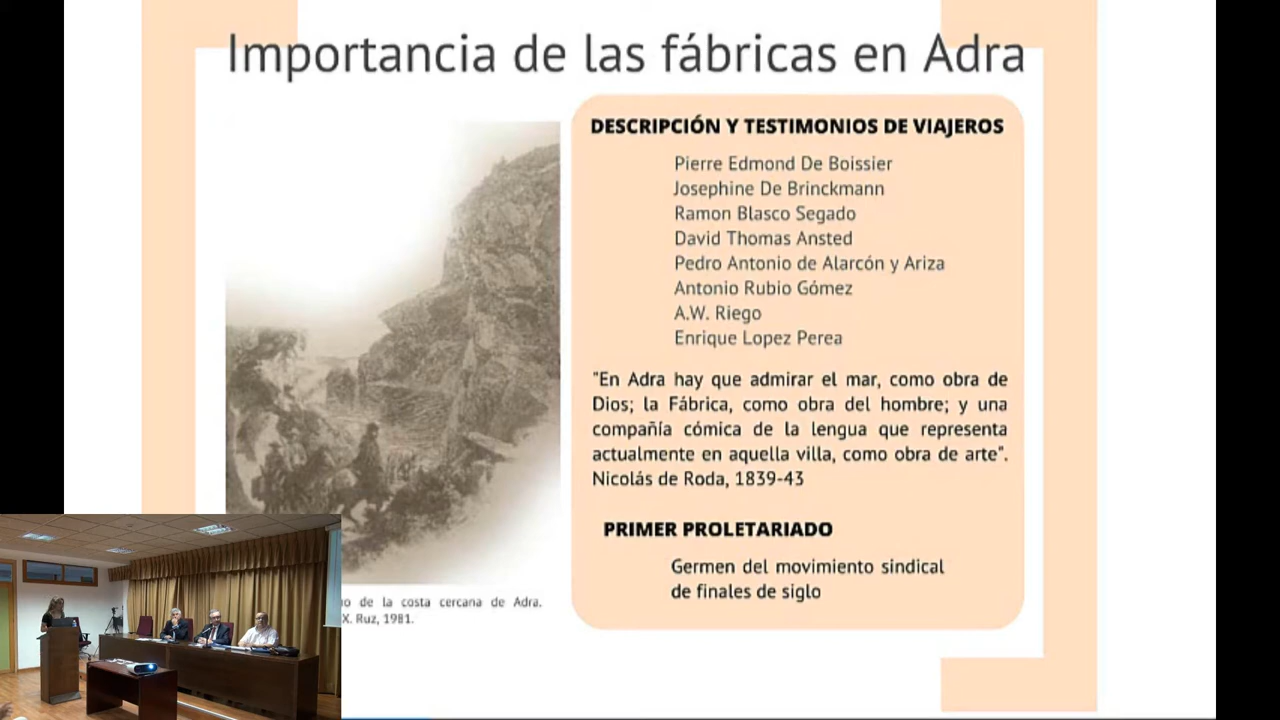 Importancia de las fábricas en Adra
DESCRIPCIÓN Y TESTIMONIOS DE VIAJEROS
Pierre Edmond De Boissier
Josephine De Brinckmann
Ramon Blasco Segado
David Thomas Ansted
Pedro Antonio de Alarcón y Ariza
Antonio Rubio Gómez
A.W. Riego
Enrique Lopez Perea
"En Adra hay que admirar el mar, como obra de
Dios; la Fábrica, como obra del hombre; y una
compañía cómica de la lengua que representa
actualmente en aquella villa, como obra de arte".
Nicolás de Roda, 1839-43
PRIMER PROLETARIADO
Germen del movimiento sindical
de finales de siglo
de la costa cercana de Adra.
X. Ruz, 1981.